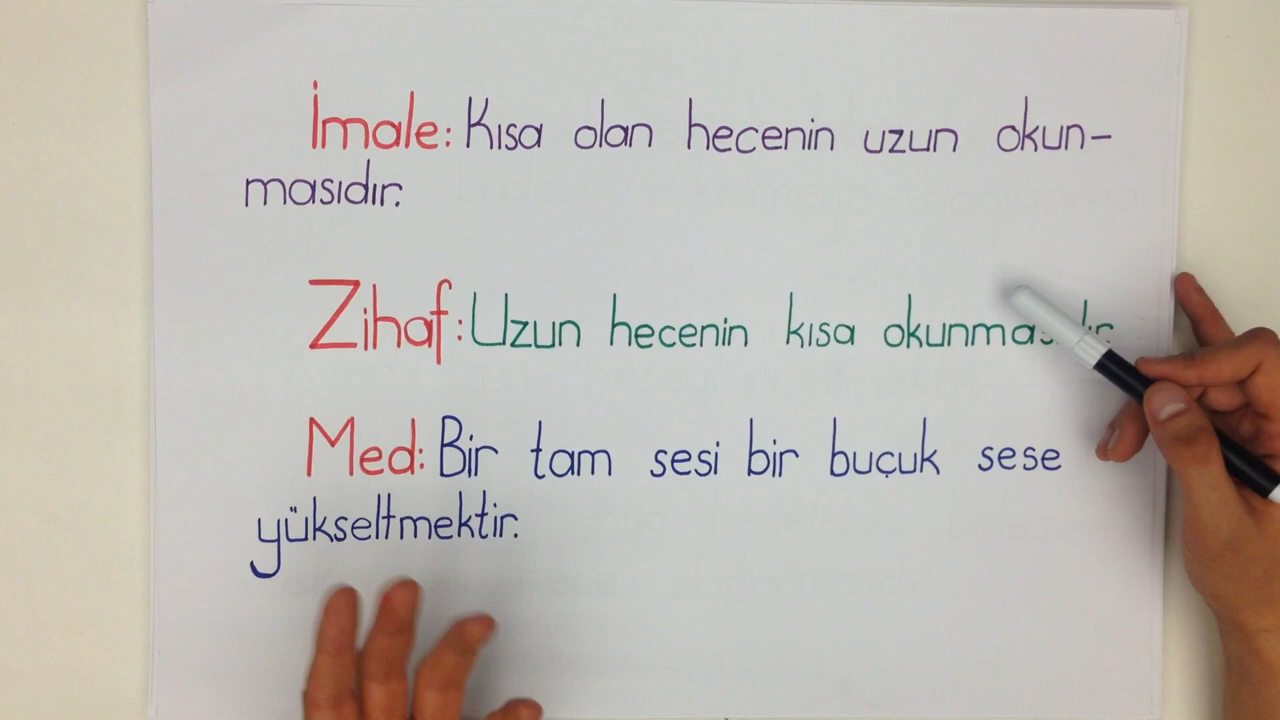 İmale: Kısa olan hecenin uzun okun-
masıdır.
Zihaf: Uzun hecenin kısa okunmasıdır.
Med: Bir tam sesi bir buçuk sese
yükseltmektir.